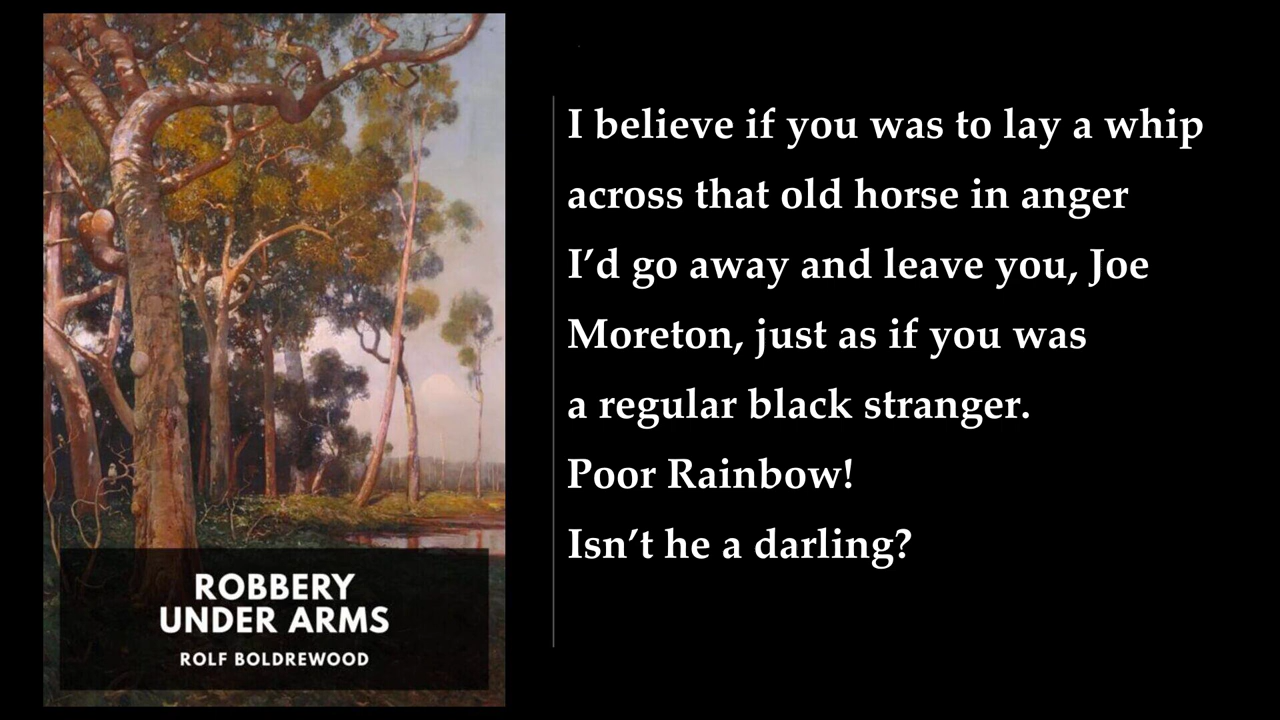 ROBBERY
UNDER ARMS
ROLF BOLDREWOOD
I believe if you was to lay a whip
across that old horse in anger
I’d go away and leave you, Joe
Moreton, just as if you was
a regular black stranger.
Poor Rainbow!
Isn’t he a darling?